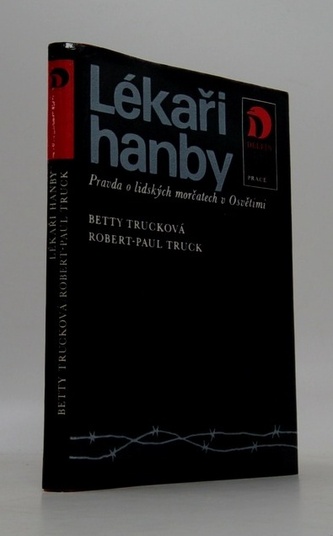 Lékaři
hanby
Pravda o lidských morčatech v Osvětimi
BETTY TRUCKOVÁ
ROBERT-PAUL TRUCK
D
DELFÍN
PRÁCE
LÉKAŘI HANBY
BETTY TRUCKOVÁ ROBERT-PAUL TRUCK